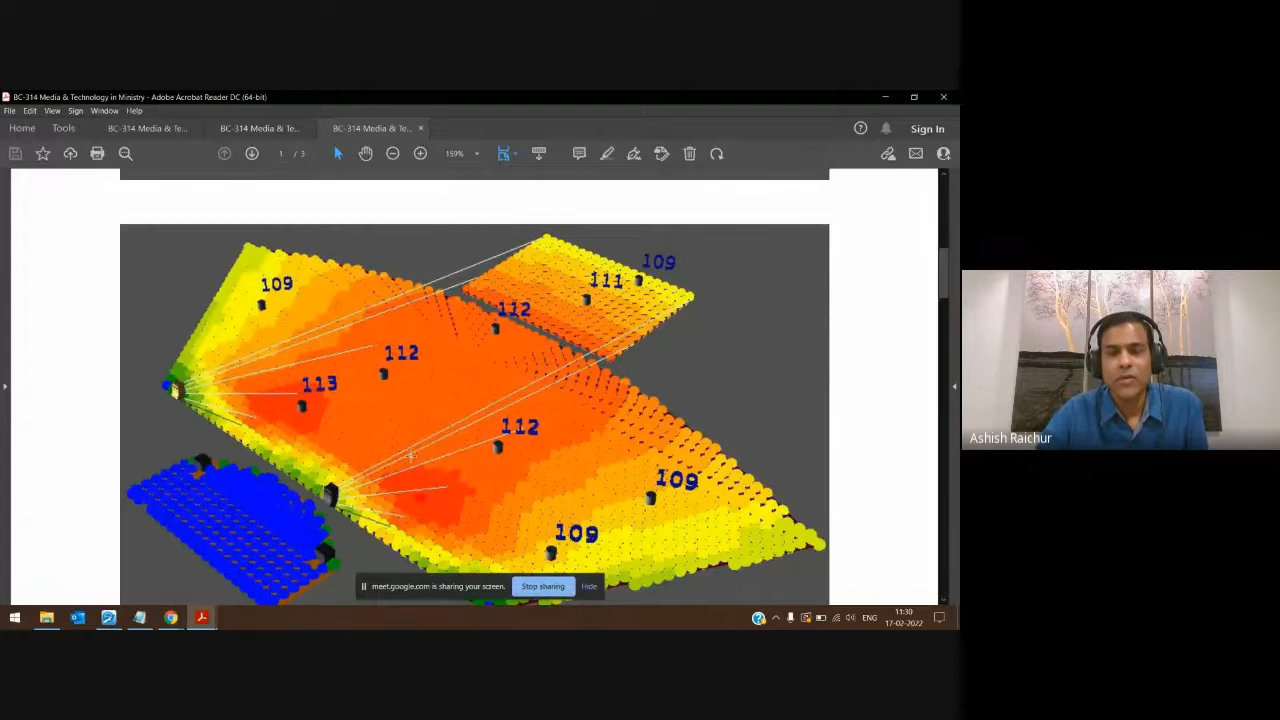 BC-314 Media & Technology in Ministry - Adobe Acrobat Reader DC (64-bit)
File Edit View Sign Window Help
Home Tools BC-314 Media & Te... BC-314 Media & Te... BC-314 Media & Te... × Sign In
1 / 3 159%
109
111
109
112
112
113
112
109
109
Ashish Raichur
meet.google.com is sharing your screen. Stop sharing Hide
ENG
11:30
17-02-2022